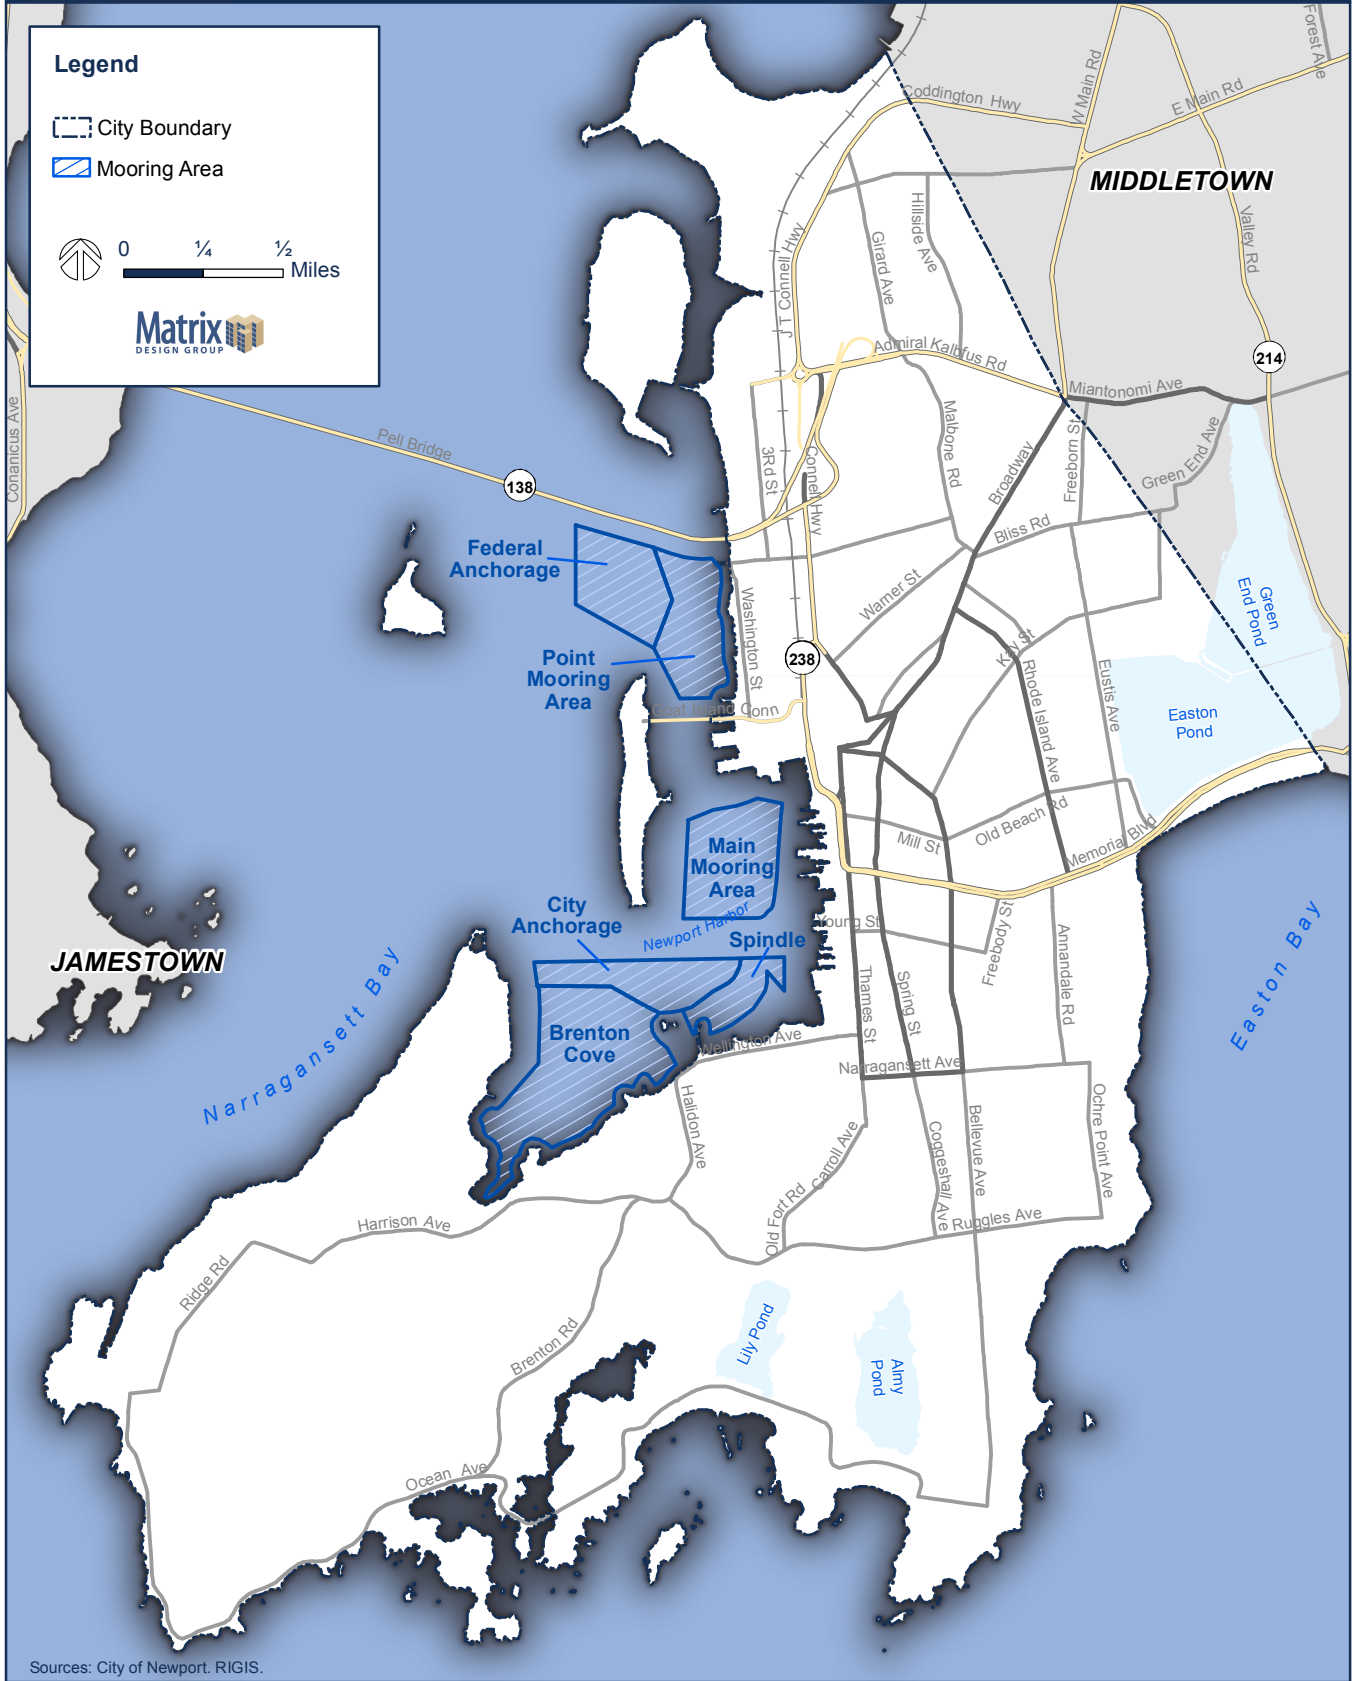 Legend
City Boundary
Mooring Area
0 ¼ ½
Miles
Matrix
DESIGN GROUP
Forest Ave
Coddington Hwy
W Main Rd
E Main Rd
MIDDLETOWN
Hillside Ave
Girard Ave
Valley Rd
J T Connell Hwy
Admiral Kalbfus Rd
214
Miantonomi Ave
Conanicus Ave
Pell Bridge
138
Malbone Rd
Broadway
Freeborn St
Green End Ave
3Rd St
Connell Hwy
Bliss Rd
Federal
Anchorage
Warner St
Washington St
Green
End Pond
Kay St
238
Point
Mooring
Area
Rhode Island Ave
Eustis Ave
Goat Island Conn
Easton
Pond
Main
Mooring
Area
Mill St
Old Beach Rd
Memorial Blvd
City
Anchorage
Newport Harbor
Spindle
Young St
Freebody St
Annandale Rd
JAMESTOWN
Narragansett Bay
Easton Bay
Thames St
Spring St
Brenton
Cove
Wellington Ave
Narragansett Ave
Halidon Ave
Carroll Ave
Coggeshall Ave
Bellevue Ave
Ochre Point Ave
Old Fort Rd
Ruggles Ave
Harrison Ave
Ridge Rd
Brenton Rd
Lily Pond
Almy
Pond
Ocean Ave
Sources: City of Newport. RIGIS.